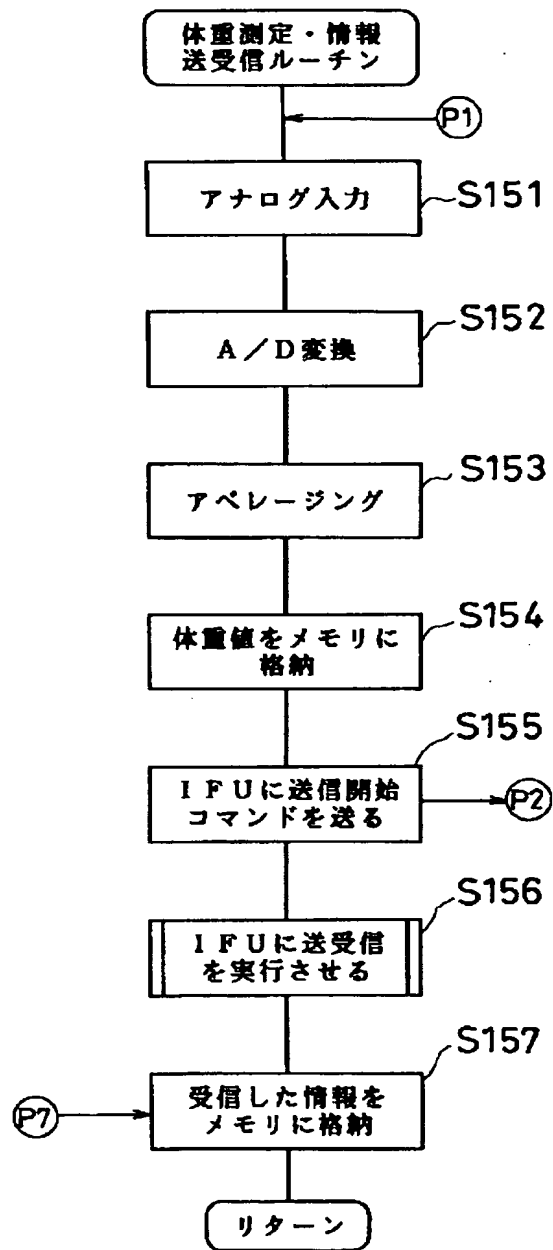 体重測定・情報
送受信ルーチン
P1
アナログ入力
S151
S152
A/D変換
S153
アベレージング
S154
体重値をメモリに
格納
S155
IFUに送信開始
コマンドを送る
P2
S156
IFUに送受信
を実行させる
S157
P7
受信した情報を
メモリに格納
リターン